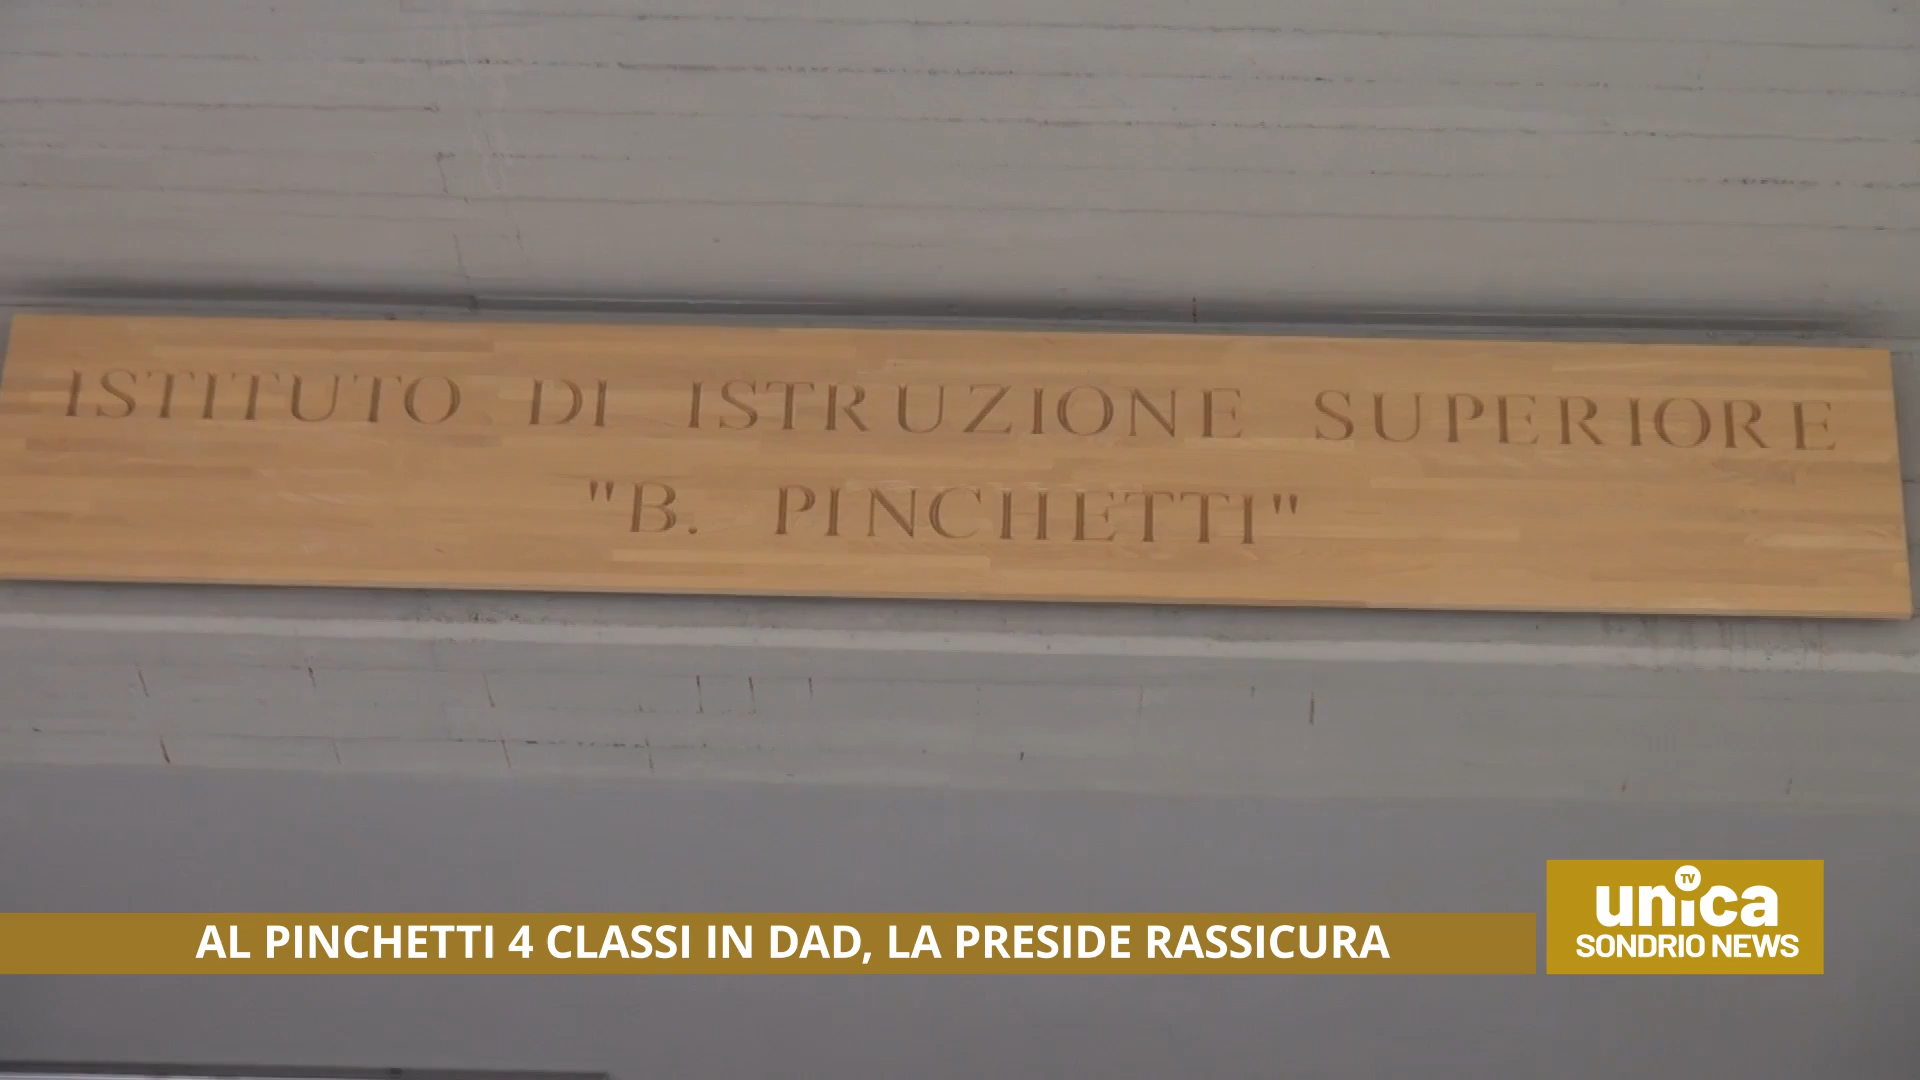 ISTITUTO DI ISTRUZIONE SUPERIORE
"B. PINCHETTI"
AL PINCHETTI 4 CLASSI IN DAD, LA PRESIDE RASSICURA
TV
unica
SONDRIO NEWS